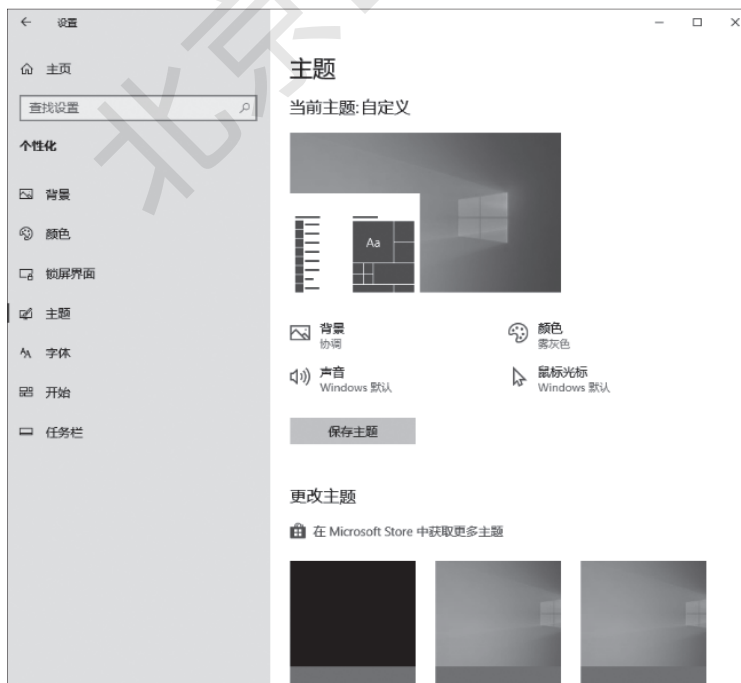 设置
主页
查找设置
个性化
背景
颜色
锁屏界面
主题
字体
开始
任务栏
主题
当前主题:自定义
Aa
背景
协调
颜色
雾灰色
声音
Windows 默认
鼠标光标
Windows 默认
保存主题
更改主题
在 Microsoft Store 中获取更多主题
北京